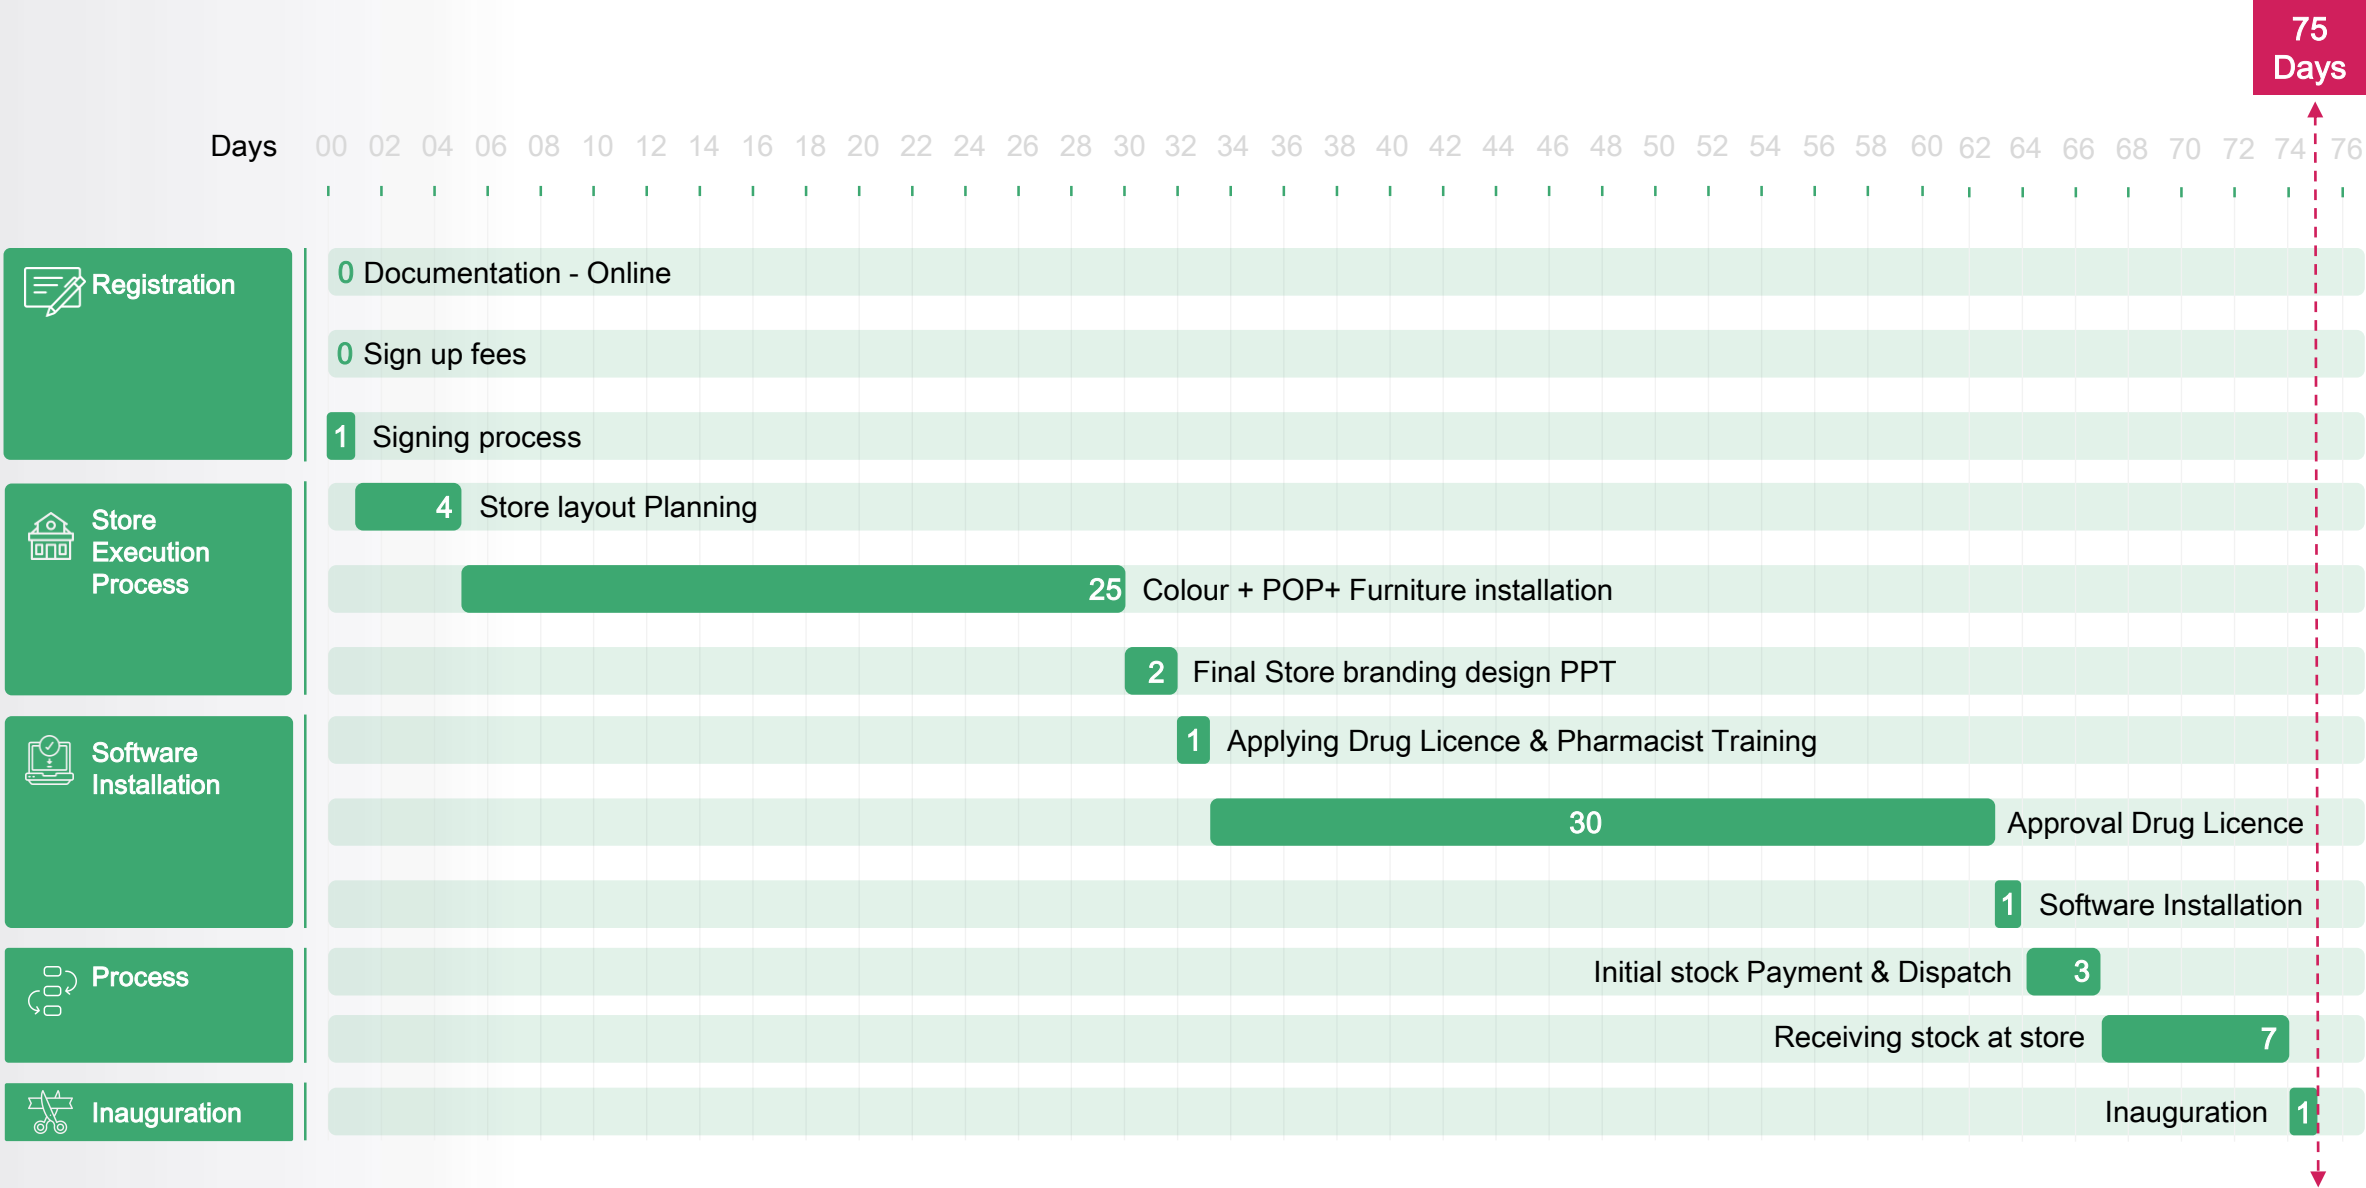 75
Days
Days 00 02 04 06 08 10 12 14 16 18 20 22 24 26 28 30 32 34 36 38 40 42 44 46 48 50 52 54 56 58 60 62 64 66 68 70 72 74 76
Registration
0 Documentation - Online
0 Sign up fees
1 Signing process
Store
Execution
Process
4 Store layout Planning
25 Colour + POP+ Furniture installation
2 Final Store branding design PPT
Software
Installation
1 Applying Drug Licence & Pharmacist Training
30 Approval Drug Licence
1 Software Installation
Process
Initial stock Payment & Dispatch 3
Receiving stock at store 7
Inauguration
Inauguration 1